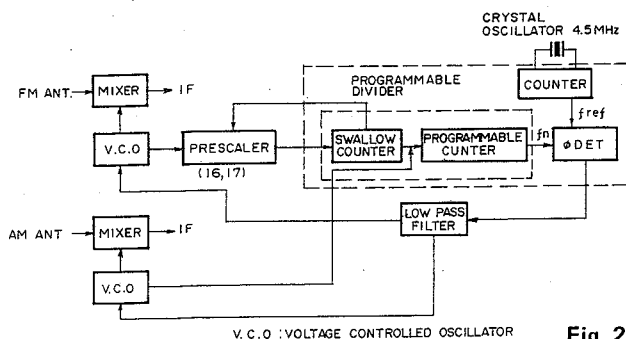 CRYSTAL
OSCILLATOR 4.5MHz
PROGRAMMABLE
DIVIDER
COUNTER
FM ANT.
MIXER
IF
fref
V.C.O
PRESCALER
(16,17)
SWALLOW
COUNTER
PROGRAMMABLE
CUNTER
fn
φDET
LOW PASS
FILTER
AM ANT
MIXER
IF
V.C.O
V.C.O : VOLTAGE CONTROLLED OSCILLATOR
Fig. 2